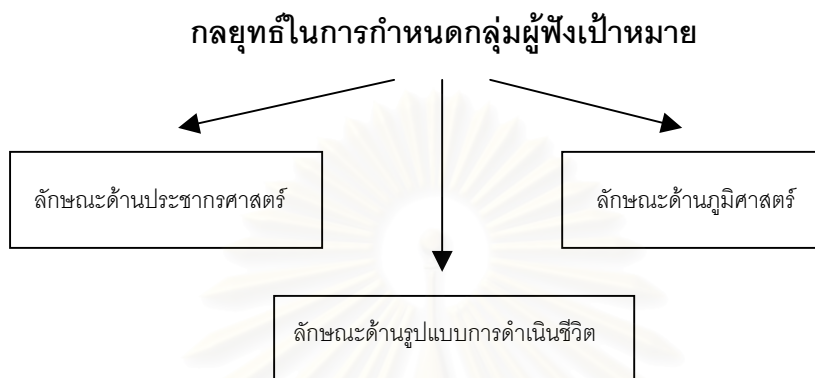 กลยุทธ์ในการกำหนดกลุ่มผู้ฟังเป้าหมาย
ลักษณะด้านประชากรศาสตร์
ลักษณะด้านภูมิศาสตร์
ลักษณะด้านรูปแบบการดำเนินชีวิต